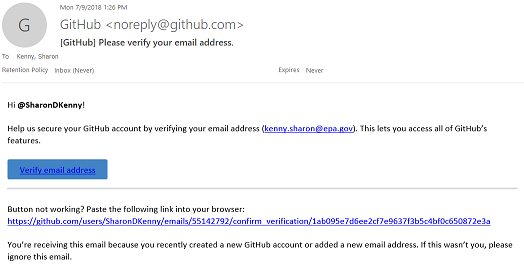 G
Mon 7/9/2018 1:26 PM
GitHub <noreply@github.com>
[GitHub] Please verify your email address.
To Kenny, Sharon
Retention Policy Inbox (Never) Expires Never
Hi @SharonDKenny!
Help us secure your GitHub account by verifying your email address (kenny.sharon@epa.gov). This lets you access all of GitHub's
features.
Verify email address
Button not working? Paste the following link into your browser:
https://github.com/users/SharonDKenny/emails/55142792/confirm_verification/1ab095e7d6ee2cf7e9637f3b5c4bf0c650872e3a
You're receiving this email because you recently created a new GitHub account or added a new email address. If this wasn't you, please
ignore this email.